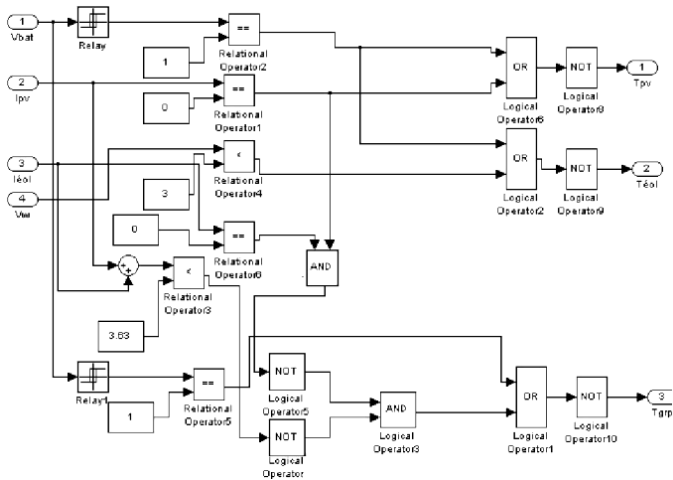 1
Vbat
Relay
1
==
Relational
Operator2
2
Ipv
0
==
Relational
Operator1
OR
Logical
Operator6
NOT
Logical
Operator8
1
Tpv
3
Iéol
4
3
<
Relational
Operator4
OR
Logical
Operator2
NOT
Logical
Operator9
2
Téol
0
==
Relational
Operator6
AND
+
+
<
Relational
Operator3
3.63
Relay1
1
==
Relational
Operator5
NOT
Logical
Operator5
NOT
Logical
Operator
AND
Logical
Operator3
OR
Logical
Operator1
NOT
Logical
Operator10
3
Tgrp